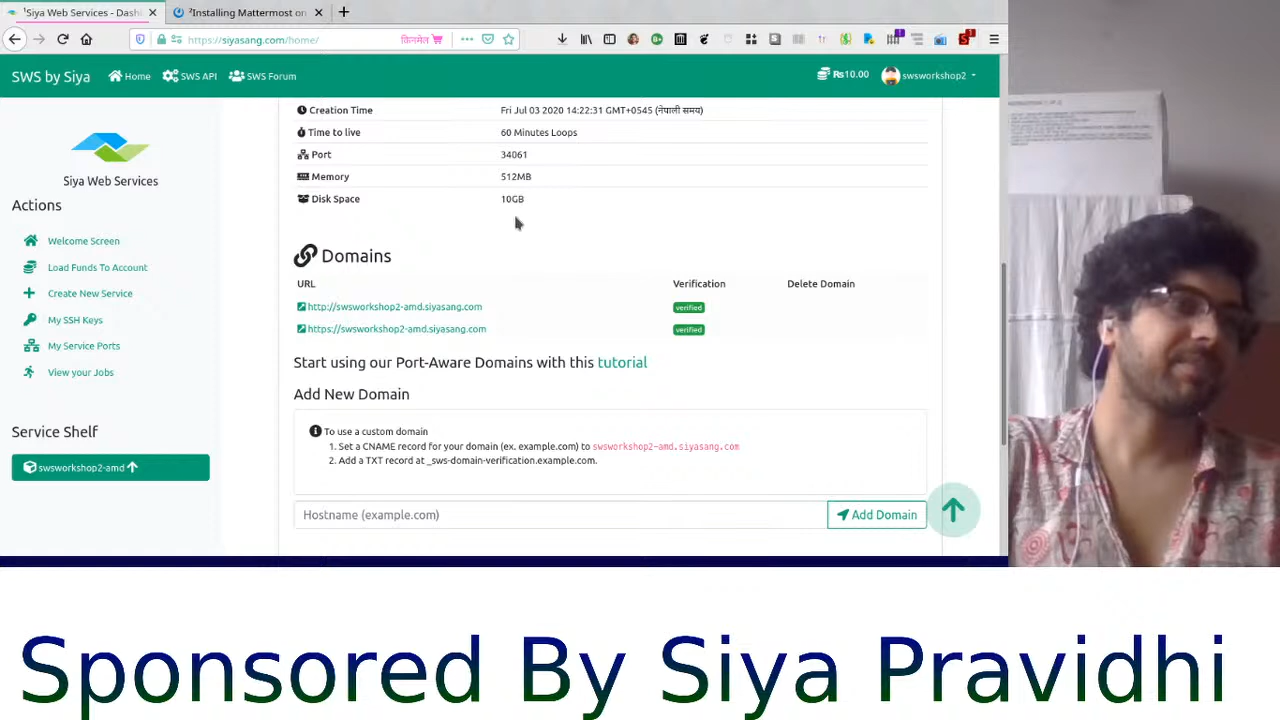 ¹Siya Web Services - Dashl
²Installing Mattermost on
https://siyasang.com/home/
किनमेल
SWS by Siya
Home
SWS API
SWS Forum
₨10.00
swsworkshop2
Siya Web Services
Actions
Welcome Screen
Load Funds To Account
Create New Service
My SSH Keys
My Service Ports
View your Jobs
Service Shelf
swsworkshop2-amd
Creation Time Fri Jul 03 2020 14:22:31 GMT+0545 (नेपाली समय)
Time to live 60 Minutes Loops
Port 34061
Memory 512MB
Disk Space 10GB
Domains
URL Verification Delete Domain
http://swsworkshop2-amd.siyasang.com verified
https://swsworkshop2-amd.siyasang.com verified
Start using our Port-Aware Domains with this tutorial
Add New Domain
To use a custom domain
1. Set a CNAME record for your domain (ex. example.com) to swsworkshop2-amd.siyasang.com
2. Add a TXT record at _sws-domain-verification.example.com.
Hostname (example.com)
Add Domain
Sponsored By Siya Pravidhi